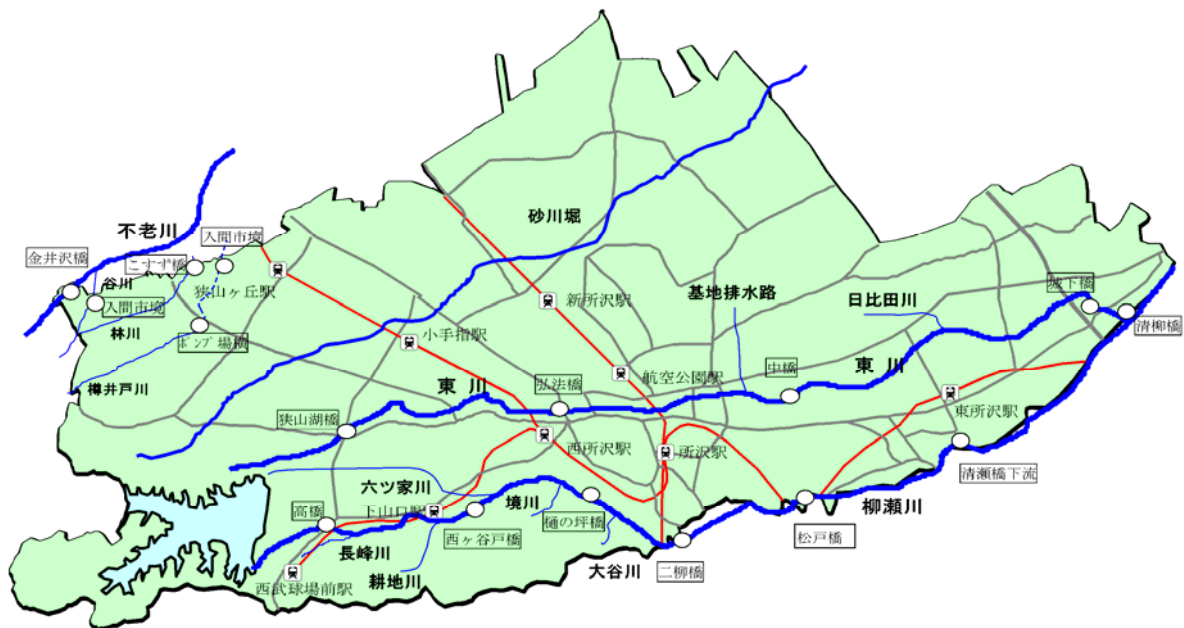 砂川堀
不老川
入間市境
金井沢橋
こすず橋
谷川
入間市境
狭山ヶ丘駅
林川
ポンプ場横
樽井戸川
小手指駅
新所沢駅
基地排水路
日比田川
城下橋
清柳橋
東川
弘法橋
航空公園駅
中橋
東川
東所沢駅
狭山湖橋
西所沢駅
所沢駅
清瀬橋下流
六ツ家川
高橋
下山口駅
境川
樋の坪橋
柳瀬川
西ヶ谷戸橋
松戸橋
長峰川
耕地川
大谷川
二柳橋
西武球場前駅